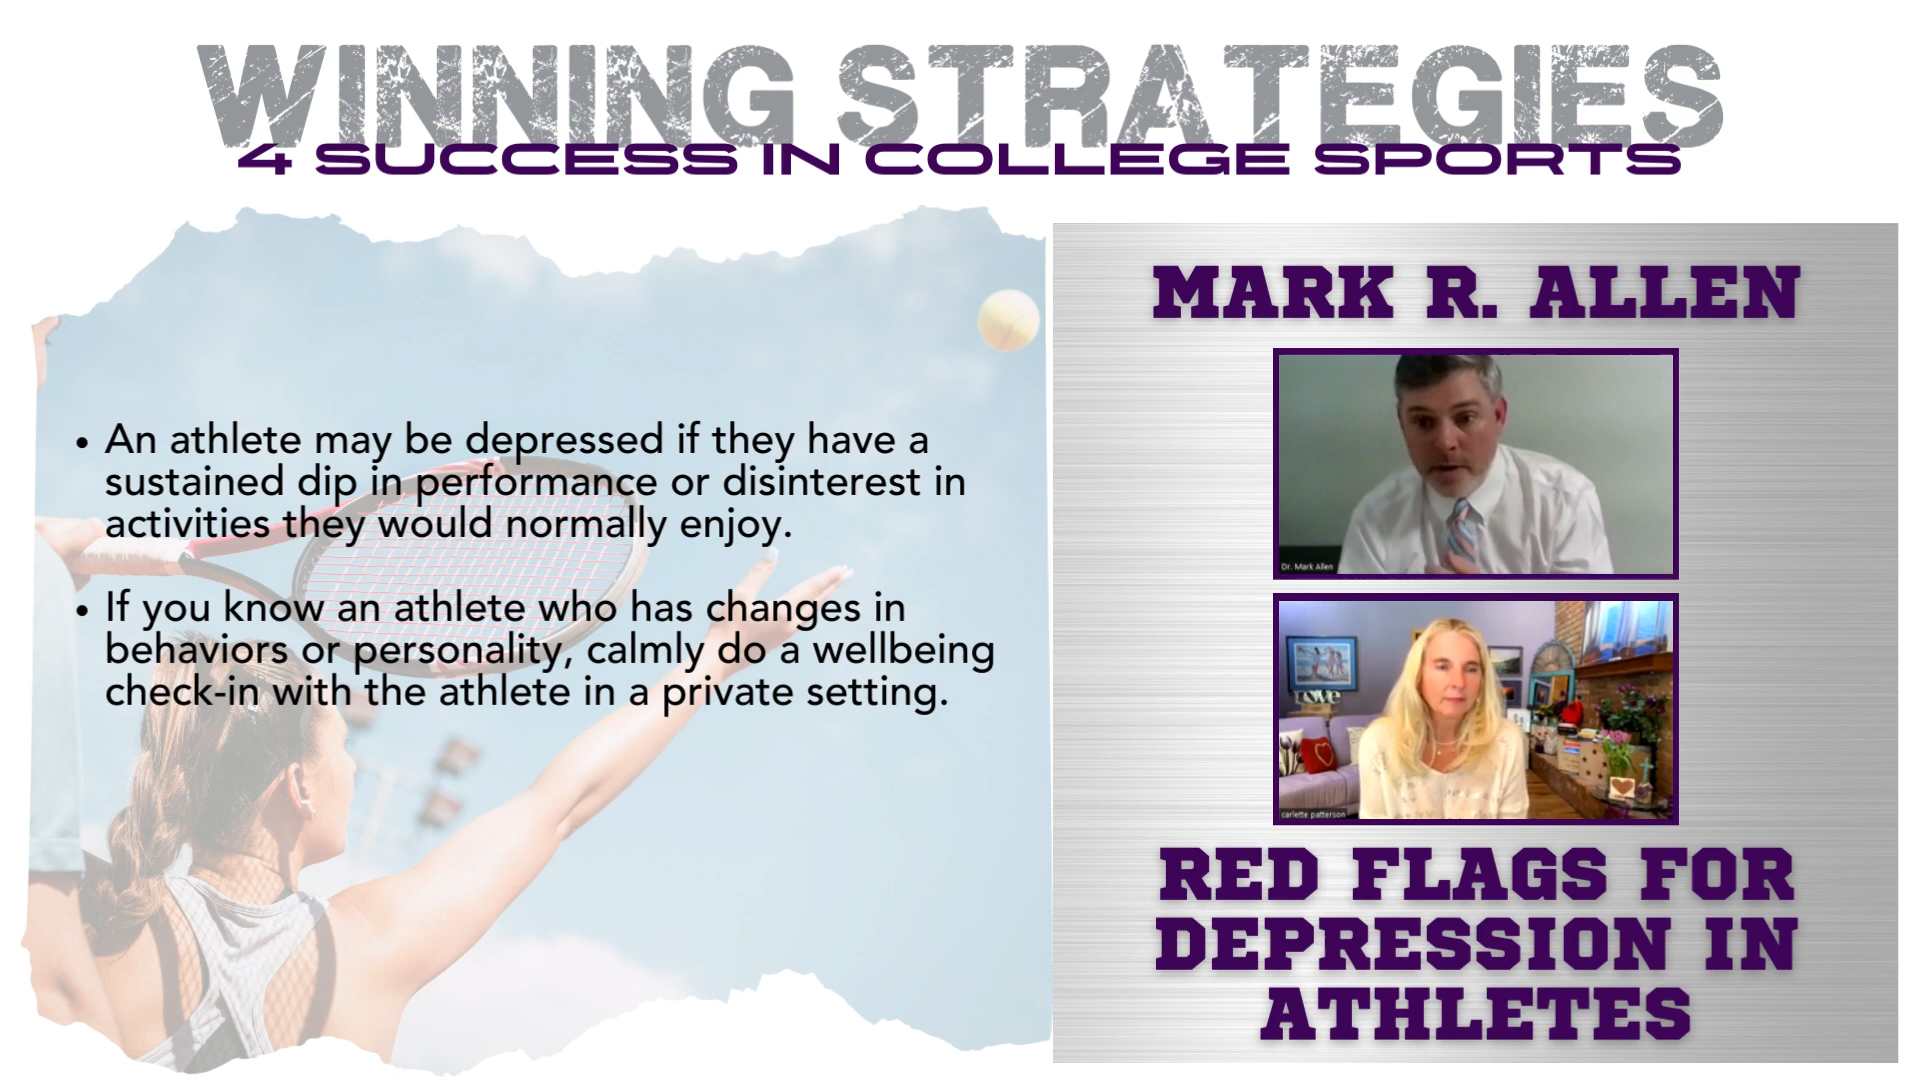 WINNING STRATEGIES
4 SUCCESS IN COLLEGE SPORTS
• An athlete may be depressed if they have a
sustained dip in performance or disinterest in
activities they would normally enjoy.
• If you know an athlete who has changes in
behaviors or personality, calmly do a wellbeing
check-in with the athlete in a private setting.
MARK R. ALLEN
Dr. Mark Allen
love
carlette patterson
RED FLAGS FOR
DEPRESSION IN
ATHLETES